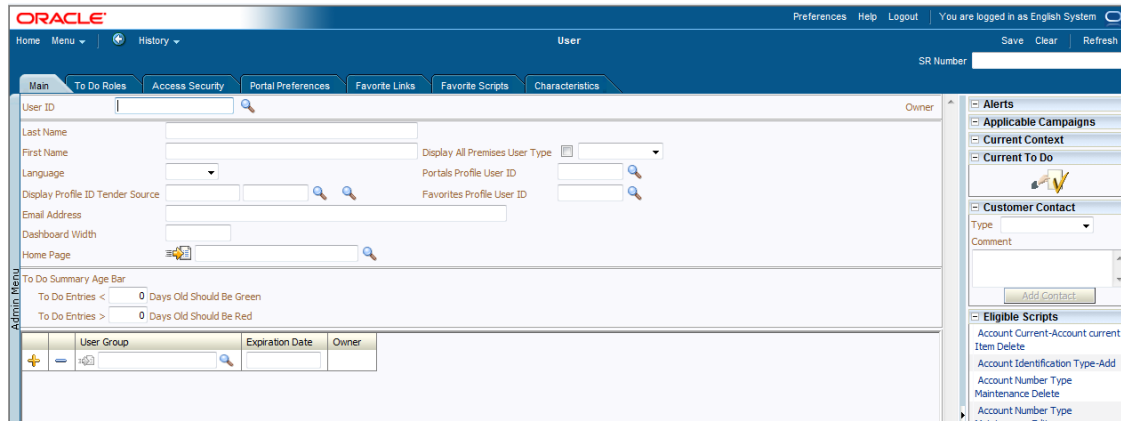 ORACLE
Preferences Help Logout You are logged in as English System
Home Menu History User Save Clear Refresh
SR Number
Main To Do Roles Access Security Portal Preferences Favorite Links Favorite Scripts Characteristics
User ID Owner
Last Name
First Name Display All Premises User Type
Language Portals Profile User ID
Display Profile ID Tender Source Favorites Profile User ID
Email Address
Dashboard Width
Home Page
To Do Summary Age Bar
To Do Entries < 0 Days Old Should Be Green
To Do Entries > 0 Days Old Should Be Red
User Group Expiration Date Owner
Admin Menu
Alerts
Applicable Campaigns
Current Context
Current To Do
Customer Contact
Type
Comment
Add Contact
Eligible Scripts
Account Current-Account current
Item Delete
Account Identification Type-Add
Account Number Type
Maintenance Delete
Account Number Type